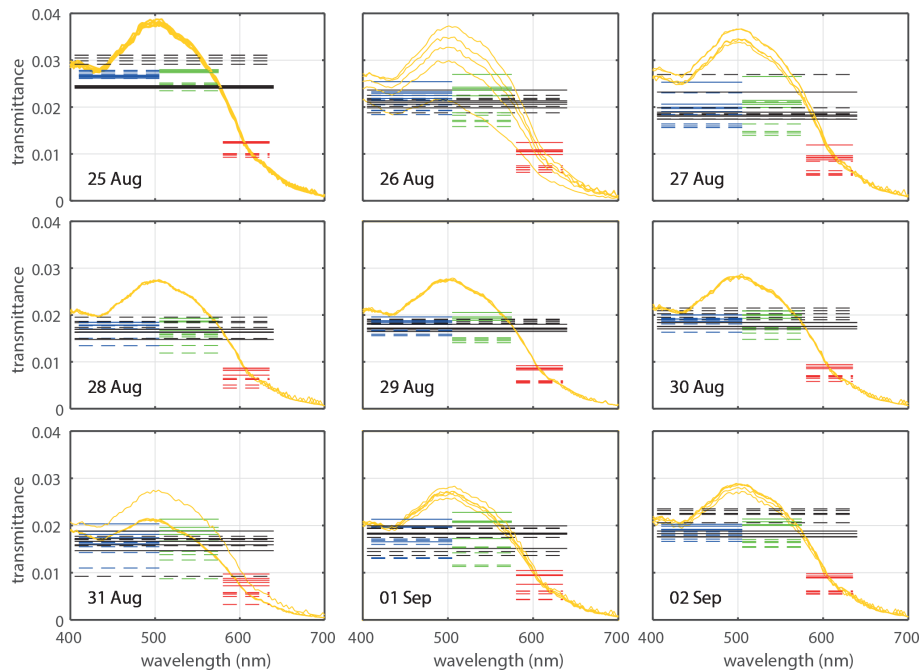 0.04
0.03
0.02
0.01
0
transmittance
25 Aug
26 Aug
27 Aug
0.04
0.03
0.02
0.01
0
transmittance
28 Aug
29 Aug
30 Aug
0.04
0.03
0.02
0.01
0
transmittance
31 Aug
01 Sep
02 Sep
400 500 600 700 400 500 600 700 400 500 600 700
wavelength (nm) wavelength (nm) wavelength (nm)